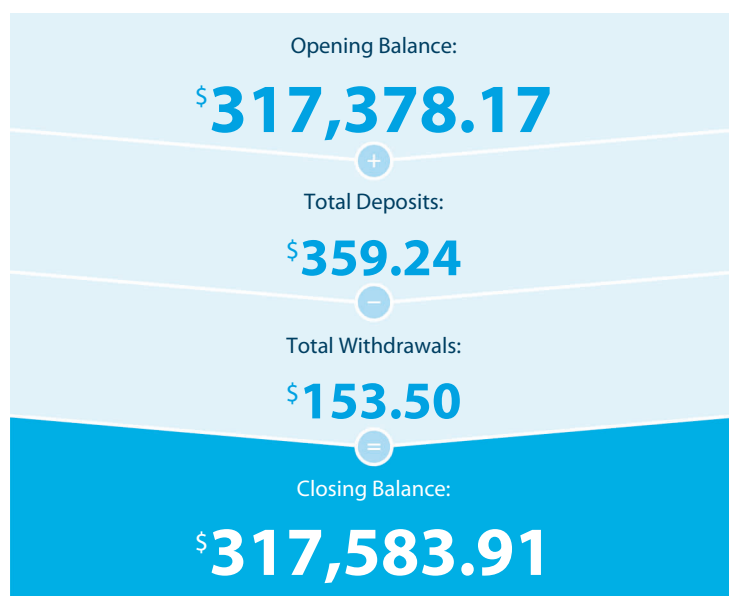 Opening Balance:
$317,378.17
+
Total Deposits:
$359.24
−
Total Withdrawals:
$153.50
=
Closing Balance:
$317,583.91